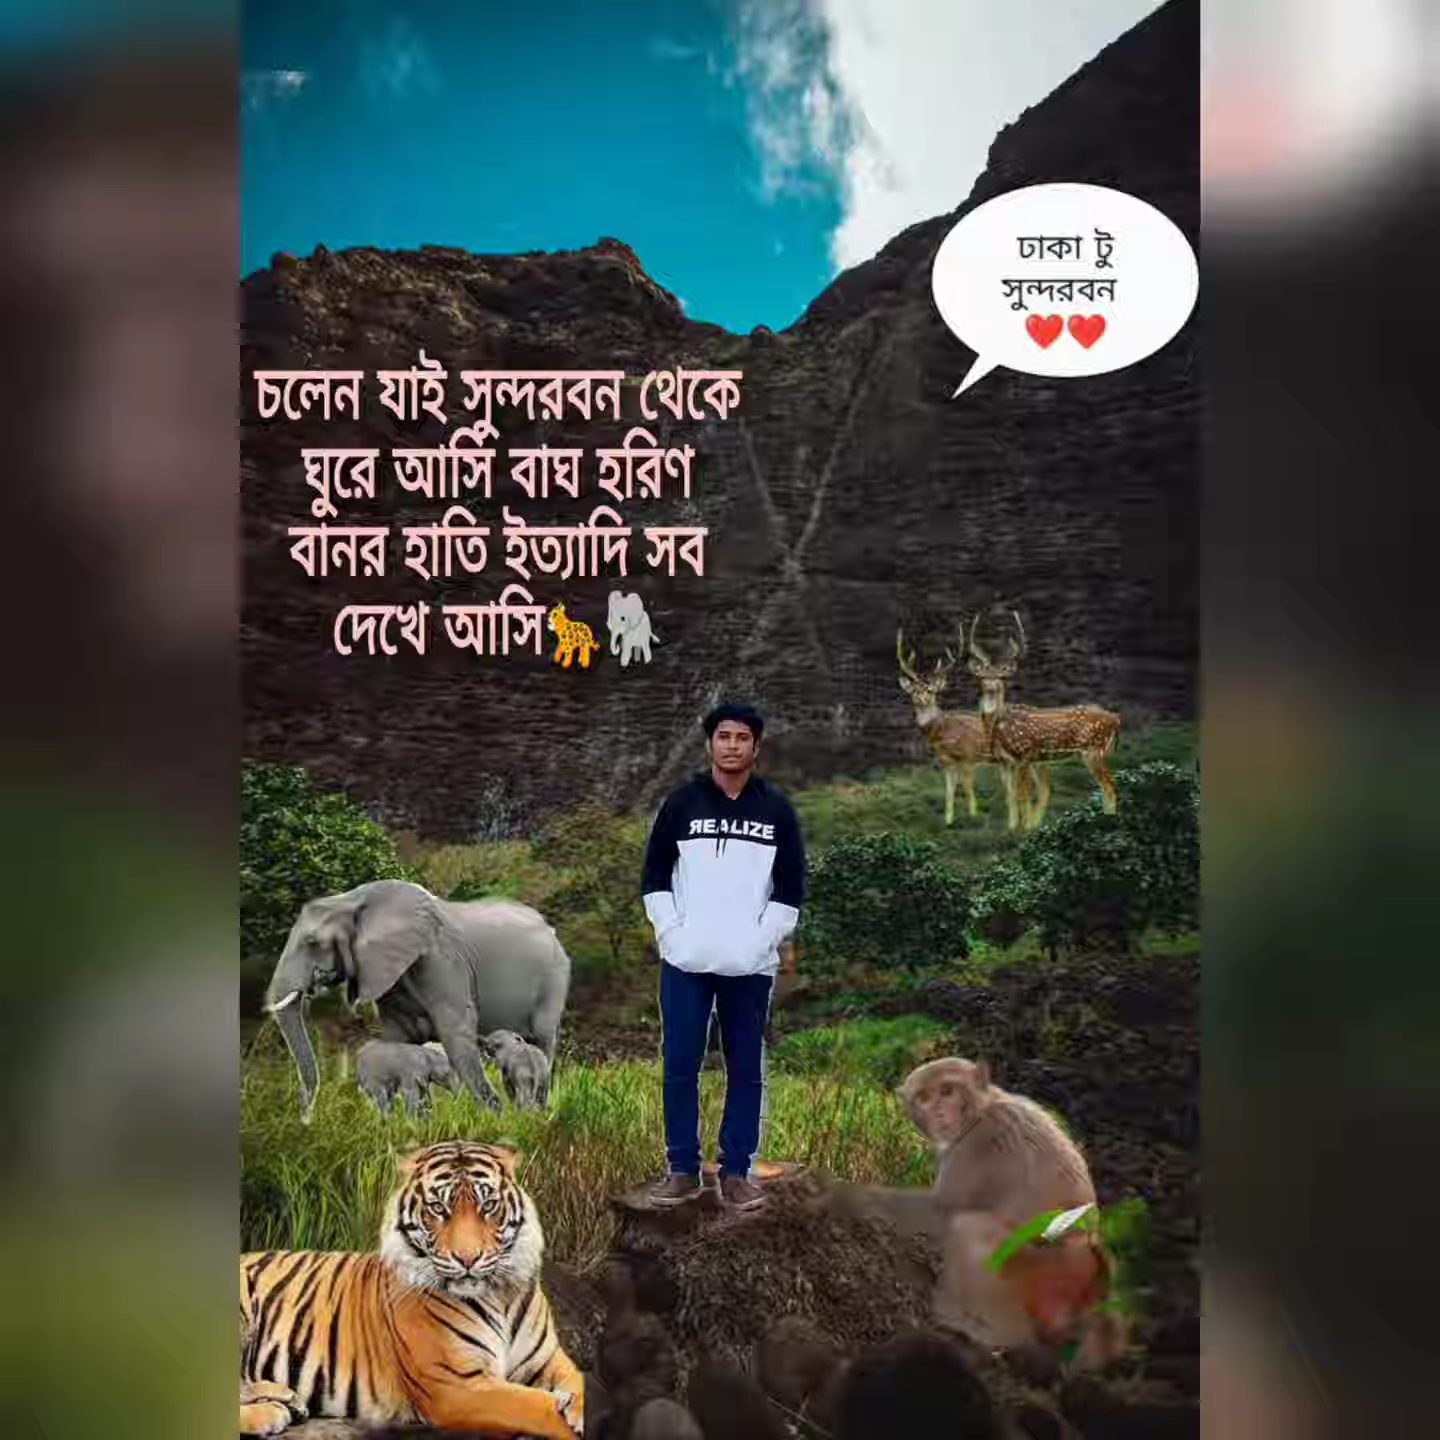 ঢাকা টু
সুন্দরবন
❤️❤️
চলেন যাই সুন্দরবন থেকে
ঘুরে আসি বাঘ হরিণ
বানর হাতি ইত্যাদি সব
দেখে আসি🐆🐘
REALIZE